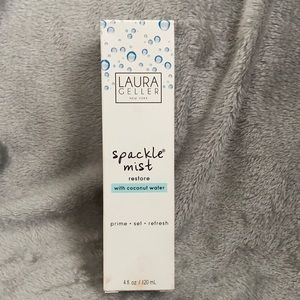 LAURA
GELLER
NEW YORK
spackle®
mist
restore
with coconut water
prime • set • refresh
4 fl. oz. / 120 mL